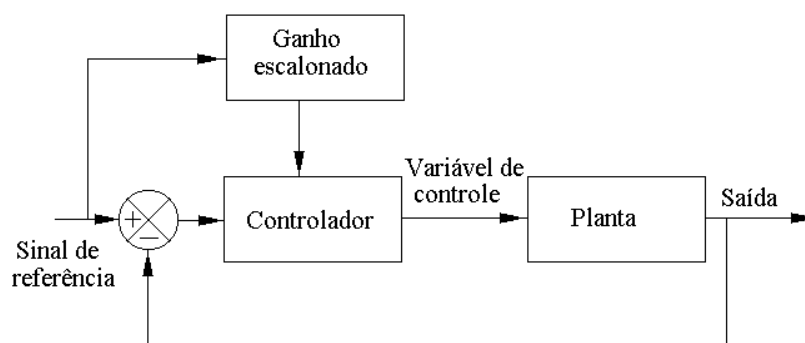 Ganho
escalonado
Variável de
controle
Saída
+
Controlador
Planta
−
Sinal de
referência